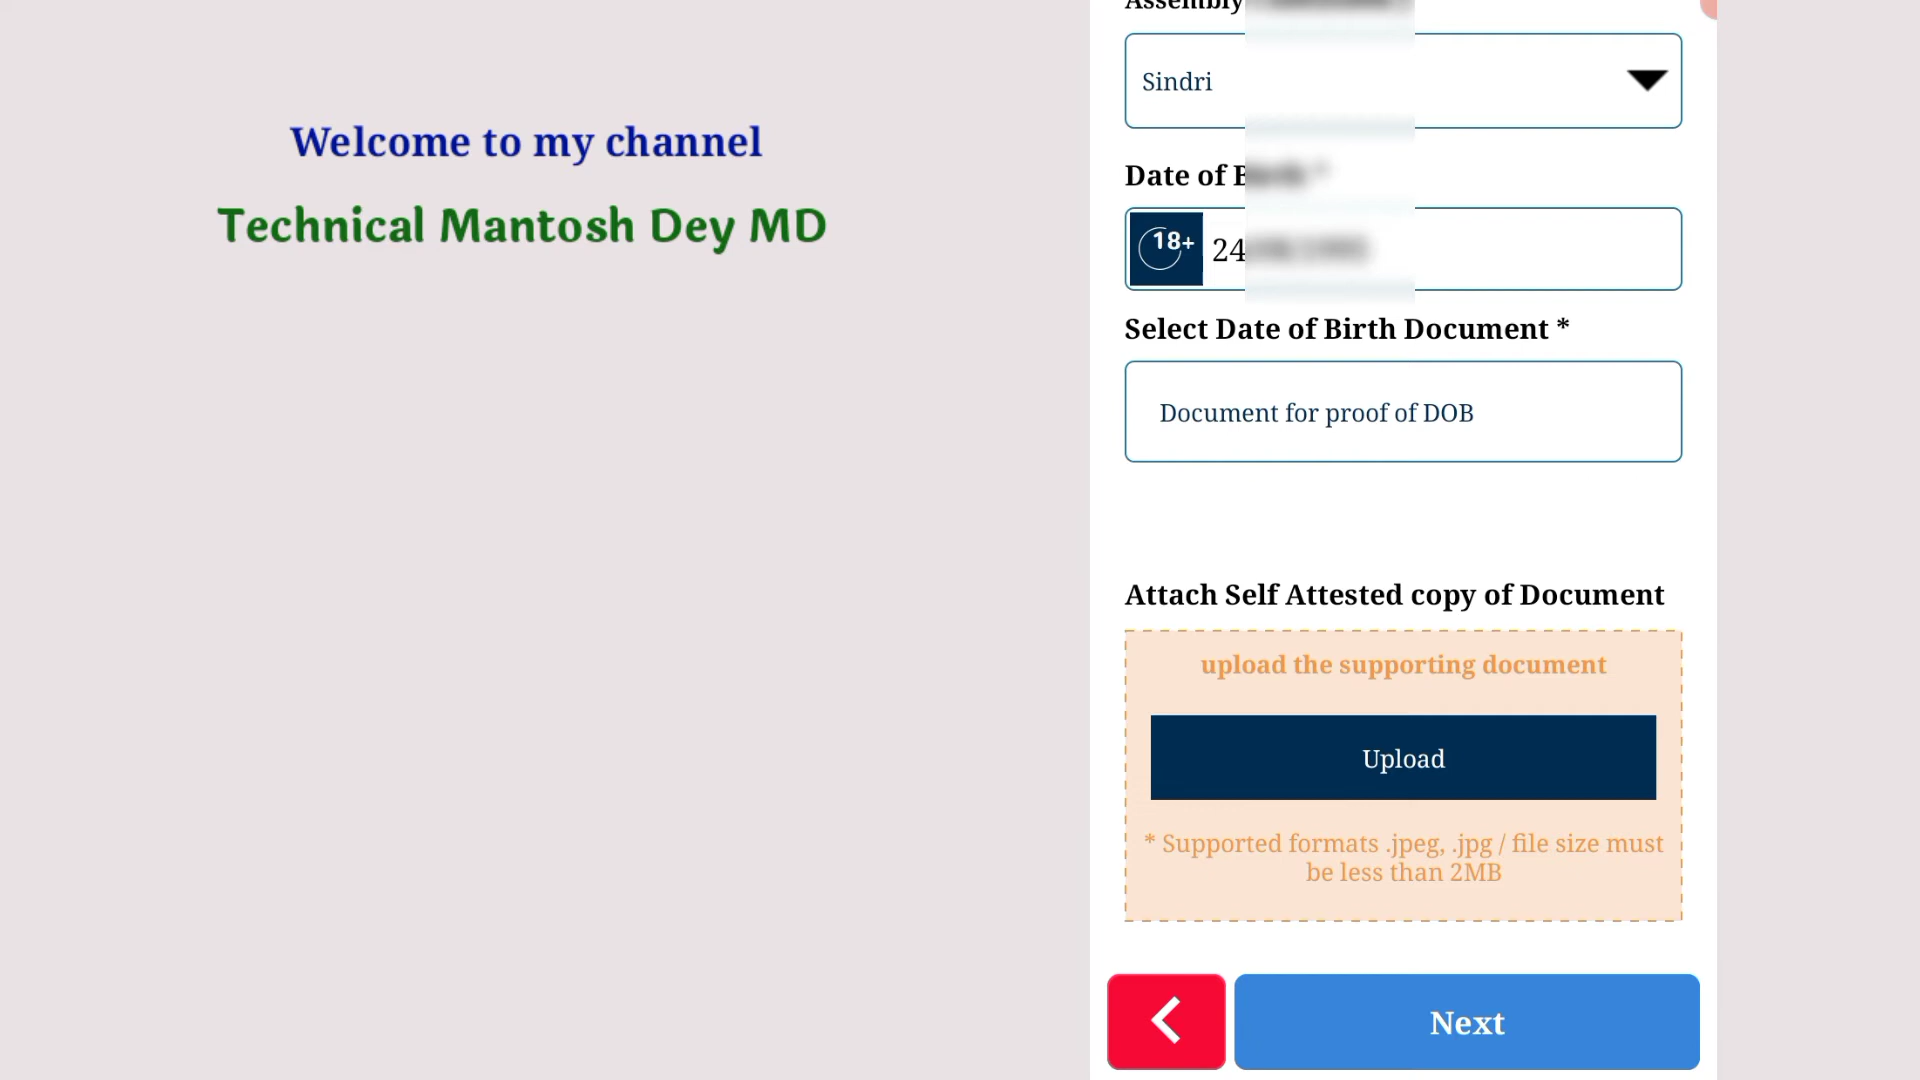 Welcome to my channel
Technical Mantosh Dey MD
Assembly
Sindri
Date of
18+
24
Select Date of Birth Document *
Document for proof of DOB
Attach Self Attested copy of Document
upload the supporting document
Upload
* Supported formats .jpeg, .jpg / file size must
be less than 2MB
Next